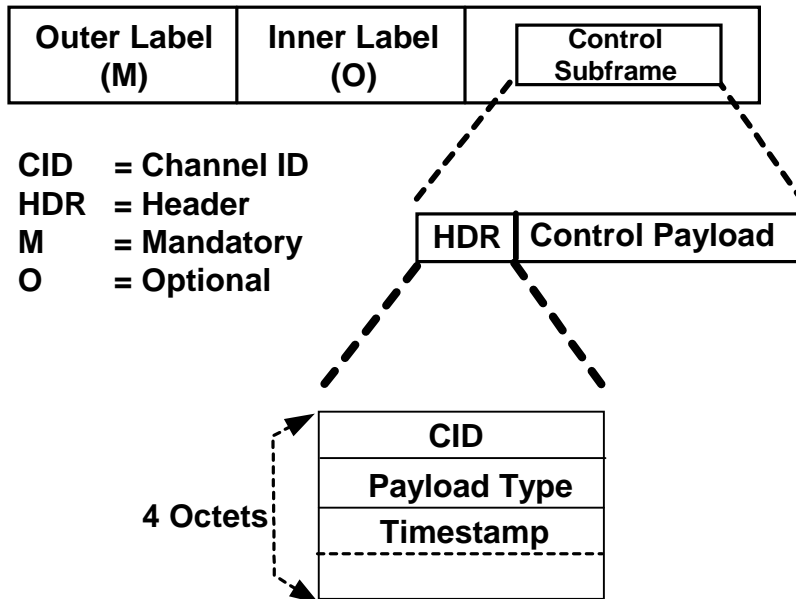 Outer Label
(M)
Inner Label
(O)
Control
Subframe
CID = Channel ID
HDR = Header
M = Mandatory
O = Optional
HDR
Control Payload
CID
Payload Type
4 Octets
Timestamp